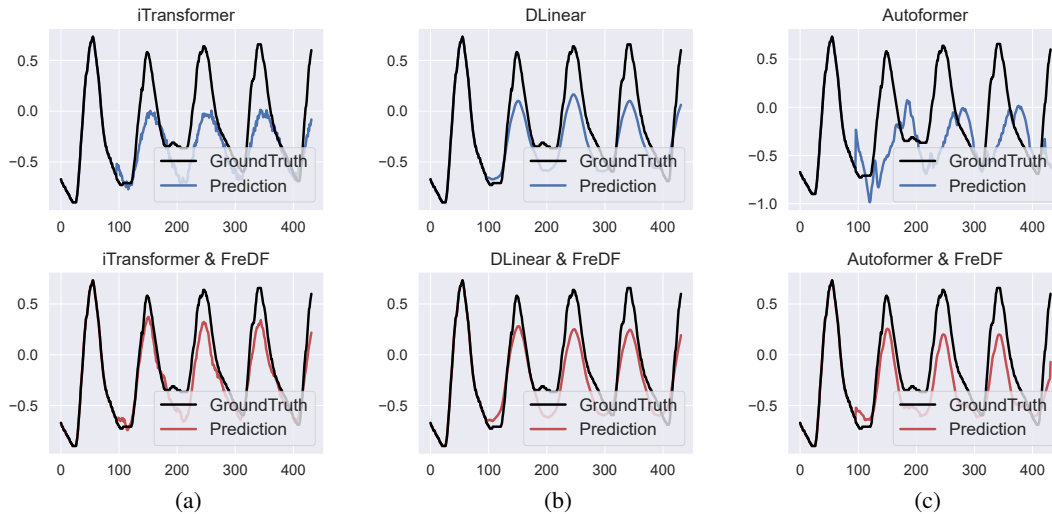 iTransformer
DLinear
Autoformer
0.5
0.0
−0.5
GroundTruth
Prediction
0 100 200 300 400
0.5
0.0
−0.5
GroundTruth
Prediction
0 100 200 300 400
0.5
0.0
−0.5
−1.0
GroundTruth
Prediction
0 100 200 300 400
iTransformer & FreDF
DLinear & FreDF
Autoformer & FreDF
0.5
0.0
−0.5
GroundTruth
Prediction
0 100 200 300 400
0.5
0.0
−0.5
GroundTruth
Prediction
0 100 200 300 400
0.5
0.0
−0.5
GroundTruth
Prediction
0 100 200 300 400
(a)
(b)
(c)